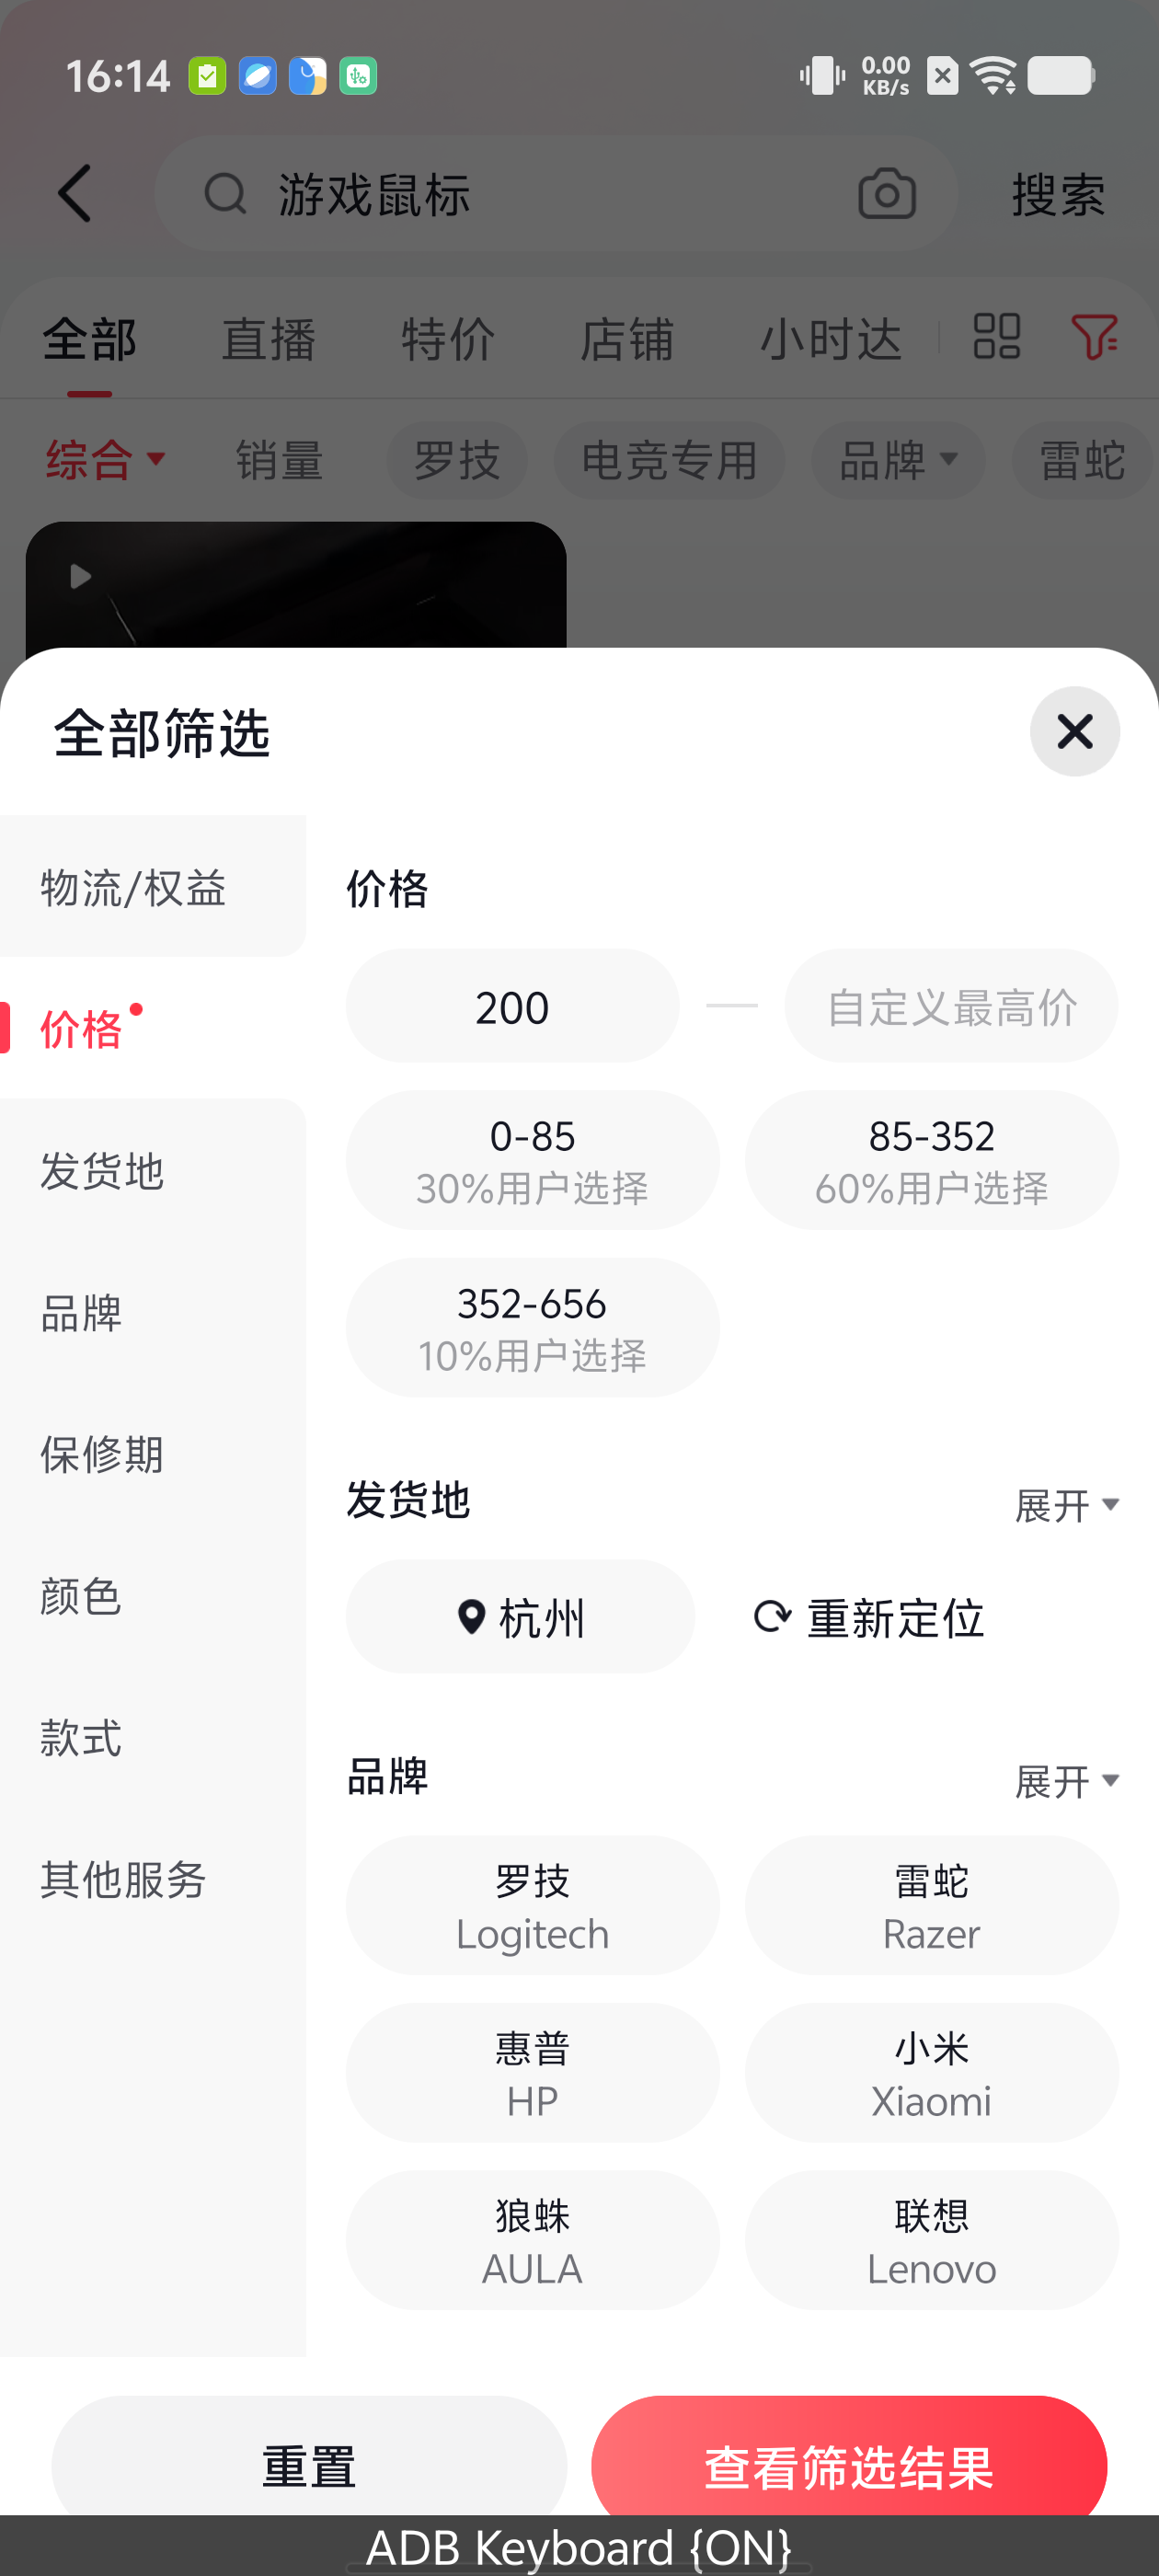 16:14
0.00
KB/s
游戏鼠标
搜索
全部 直播 特价 店铺 小时达
综合 销量 罗技 电竞专用 品牌 雷蛇
全部筛选
物流/权益
价格
发货地
品牌
保修期
颜色
款式
其他服务
价格
200
自定义最高价
0-85
30%用户选择
85-352
60%用户选择
352-656
10%用户选择
发货地
展开
杭州
重新定位
品牌
展开
罗技
Logitech
雷蛇
Razer
惠普
HP
小米
Xiaomi
狼蛛
AULA
联想
Lenovo
重置
查看筛选结果
ADB Keyboard {ON}